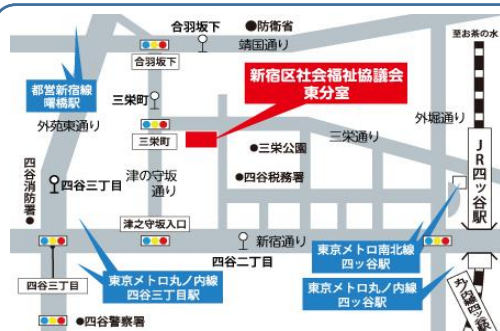 合羽坂下
●防衛省
靖国通り
至お茶の水
合羽坂下
都営新宿線
曙橋駅
新宿区社会福祉協議会
東分室
三栄町
外苑東通り
三栄町
●三栄公園
三栄通り
外堀通り
JR四ッ谷駅
四谷消防署●
四谷三丁目
津の守坂
通り
●四谷税務署
津之守坂入口
新宿通り
四谷二丁目
東京メトロ南北線
四ッ谷駅
四谷三丁目
東京メトロ丸ノ内線
四谷三丁目駅
東京メトロ丸ノ内線
四ッ谷駅
●四谷警察署